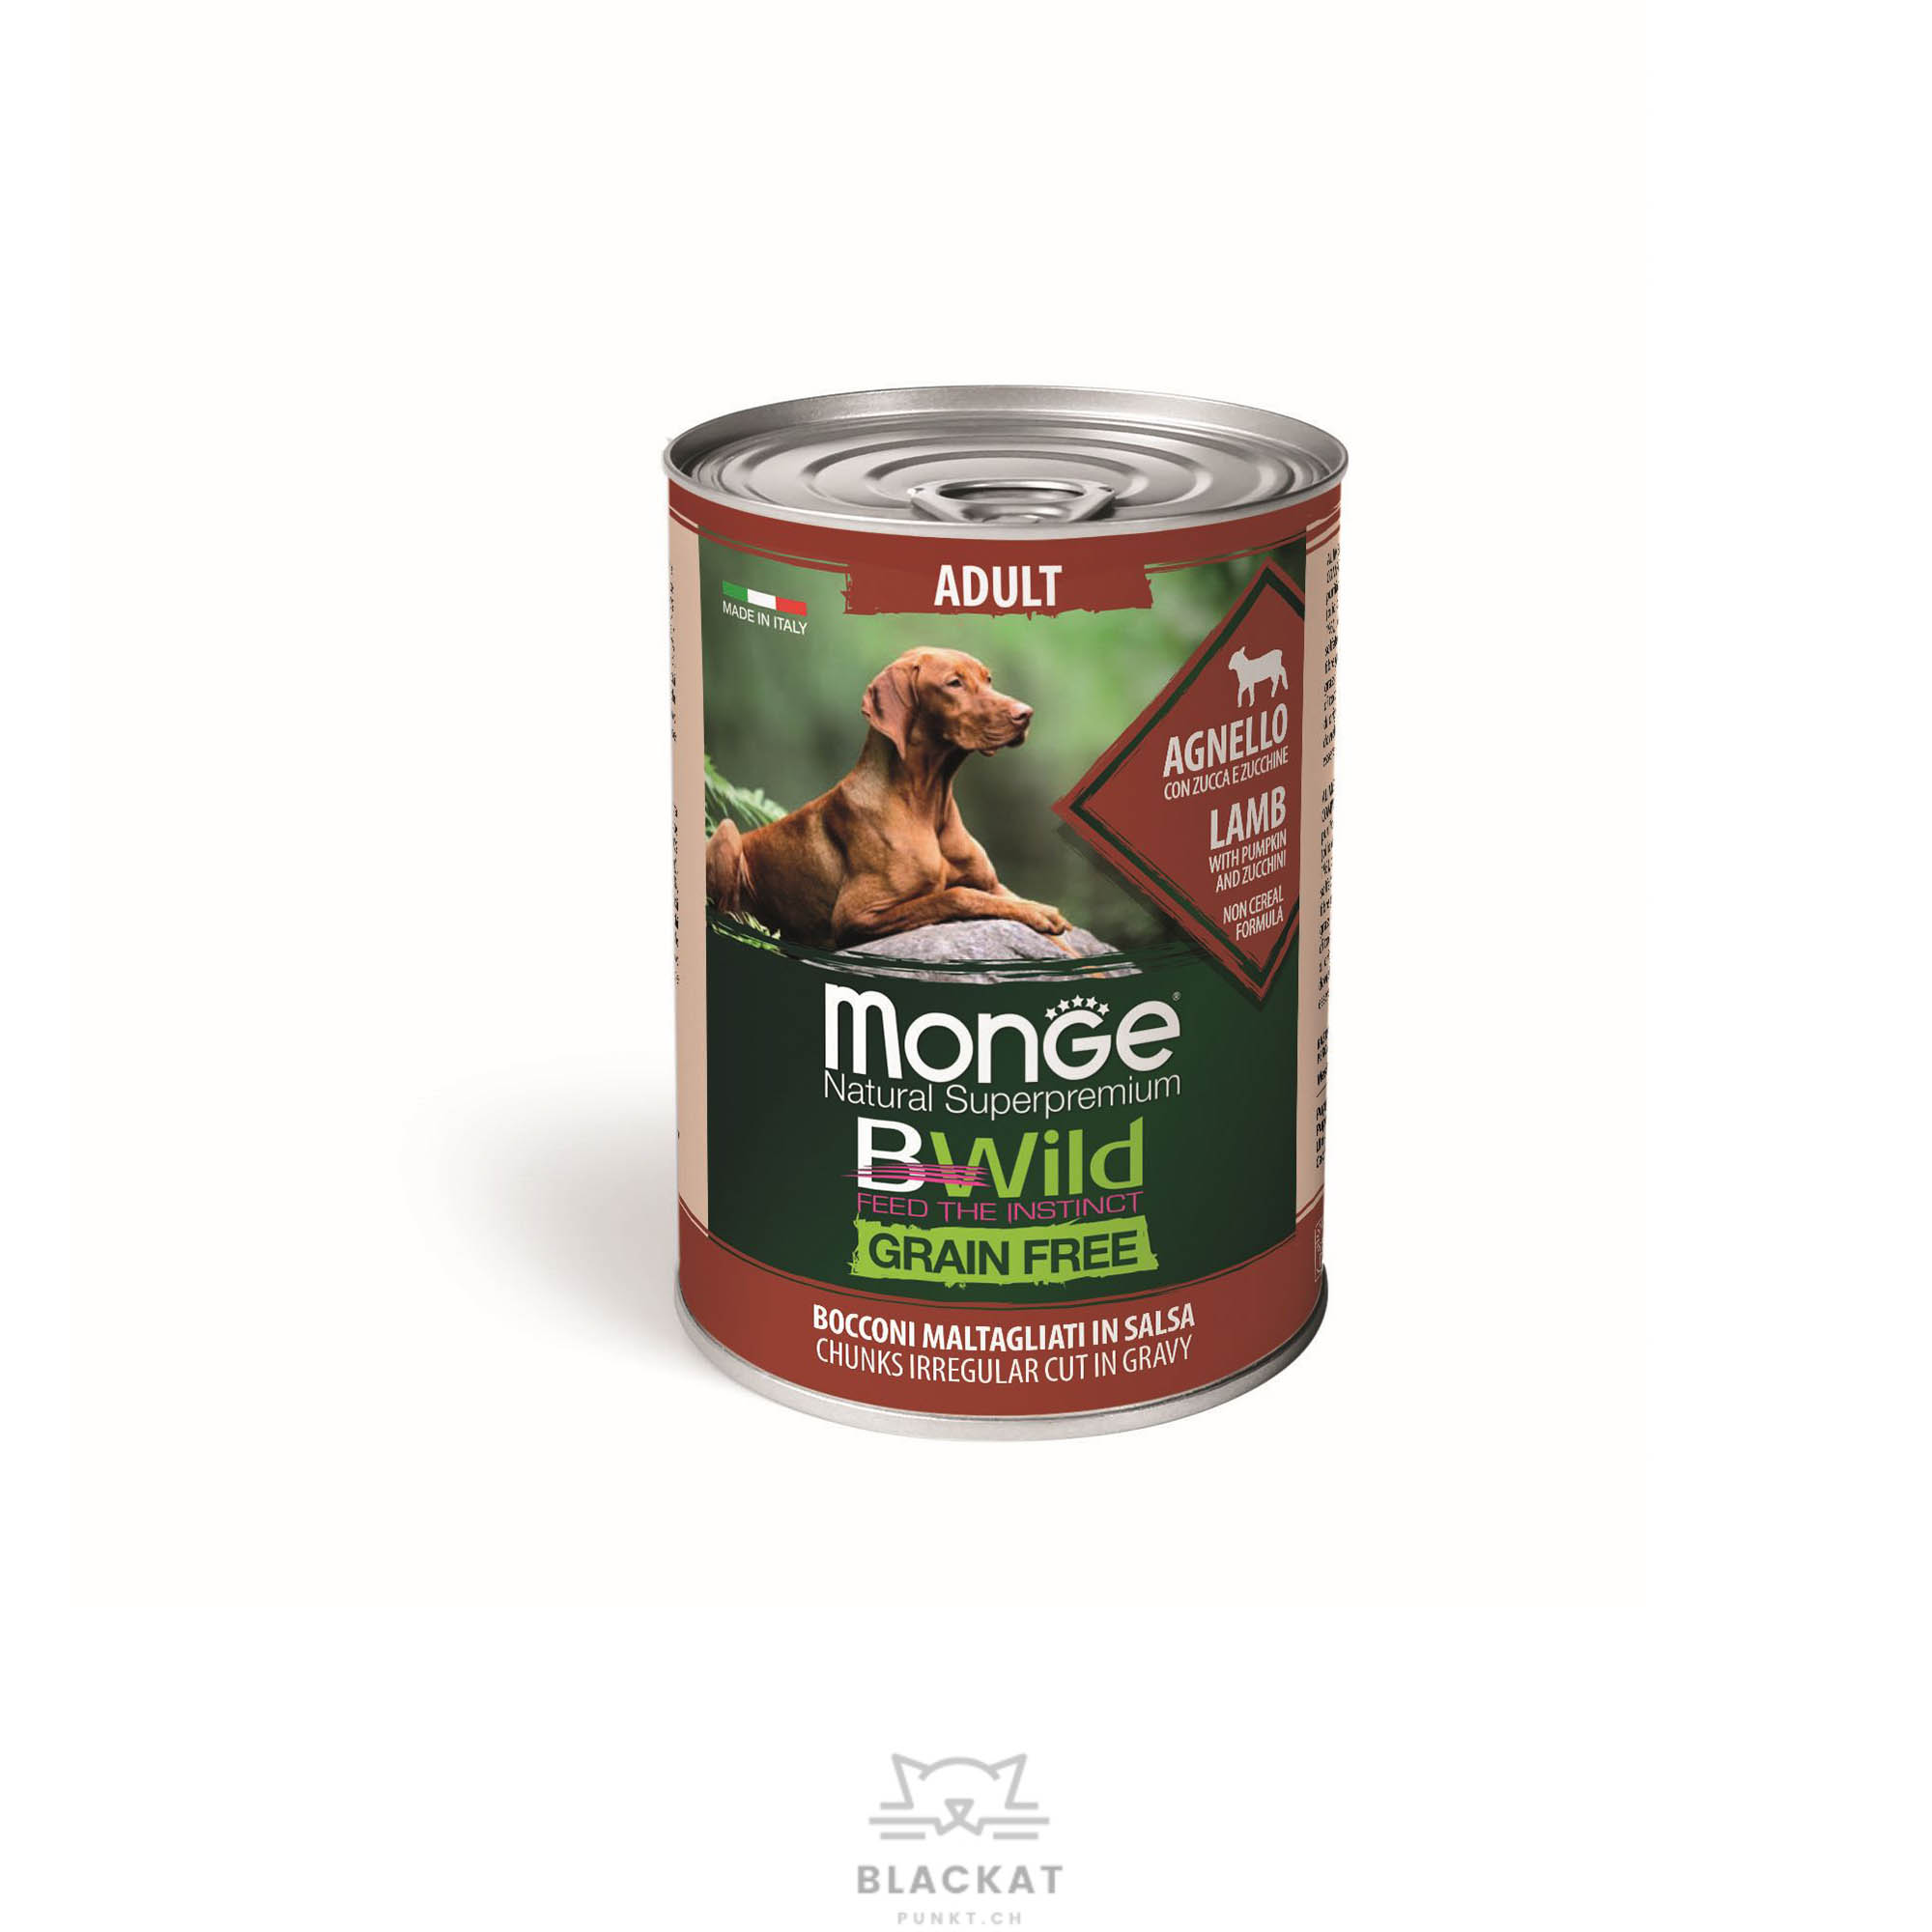 ADULT
MADE IN ITALY
AGNELLO
CON ZUCCA E ZUCCHINE
LAMB
WITH PUMPKIN
AND ZUCCHINI
NON CEREAL
FORMULA
monGe®
Natural Superpremium
BWild
FEED THE INSTINCT
GRAIN FREE
BOCCONI MALTAGLIATI IN SALSA
CHUNKS IRREGULAR CUT IN GRAVY
BLACKAT
PUNKT.CH